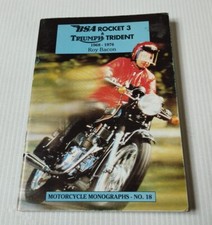 BSA ROCKET 3
TRIUMPH TRIDENT
1969 - 1976
Roy Bacon
MOTORCYCLE MONOGRAPHS - NO. 18